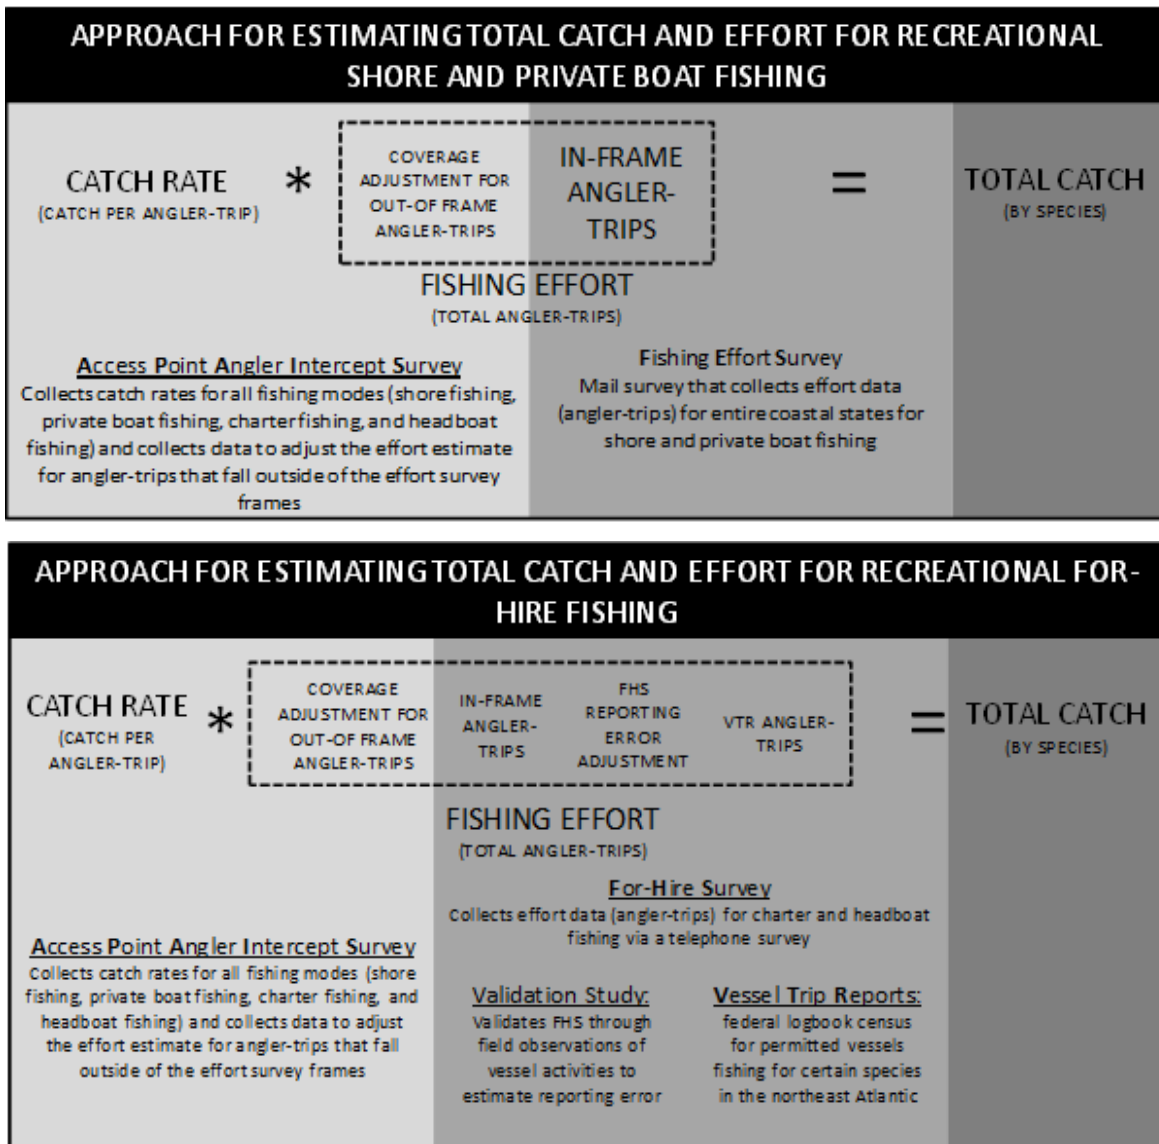 APPROACH FOR ESTIMATING TOTAL CATCH AND EFFORT FOR RECREATIONAL
SHORE AND PRIVATE BOAT FISHING
CATCH RATE
(CATCH PER ANGLER-TRIP)
*
COVERAGE
ADJUSTMENT FOR
OUT-OF FRAME
ANGLER-TRIPS
IN-FRAME
ANGLER-
TRIPS
=
TOTAL CATCH
(BY SPECIES)
FISHING EFFORT
(TOTAL ANGLER-TRIPS)
Access Point Angler Intercept Survey
Collects catch rates for all fishing modes (shore fishing,
private boat fishing, charter fishing, and headboat
fishing) and collects data to adjust the effort estimate
for angler-trips that fall outside of the effort survey
frames
Fishing Effort Survey
Mail survey that collects effort data
(angler-trips) for entire coastal states for
shore and private boat fishing
APPROACH FOR ESTIMATING TOTAL CATCH AND EFFORT FOR RECREATIONAL FOR-
HIRE FISHING
CATCH RATE
(CATCH PER
ANGLER-TRIP)
*
COVERAGE
ADJUSTMENT FOR
OUT-OF FRAME
ANGLER-TRIPS
IN-FRAME
ANGLER-
TRIPS
FHS
REPORTING
ERROR
ADJUSTMENT
VTR ANGLER-
TRIPS
=
TOTAL CATCH
(BY SPECIES)
FISHING EFFORT
(TOTAL ANGLER-TRIPS)
For-Hire Survey
Collects effort data (angler-trips) for charter and headboat
fishing via a telephone survey
Access Point Angler Intercept Survey
Collects catch rates for all fishing modes (shore
fishing, private boat fishing, charter fishing, and
headboat fishing) and collects data to adjust
the effort estimate for angler-trips that fall
outside of the effort survey frames
Validation Study:
Validates FHS through
field observations of
vessel activities to
estimate reporting error
Vessel Trip Reports:
federal logbook census
for permitted vessels
fishing for certain species
in the northeast Atlantic